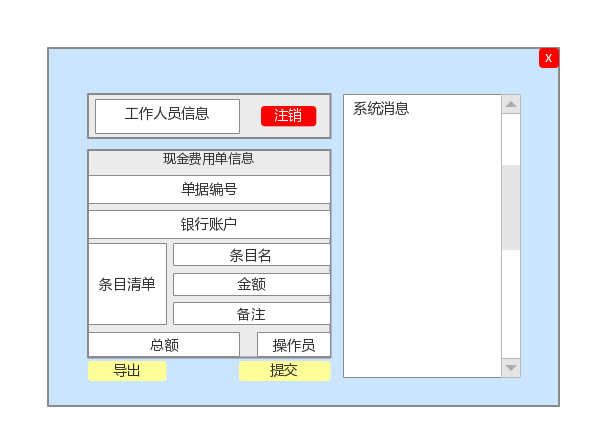 x
工作人员信息
注销
系统消息
现金费用单信息
单据编号
银行账户
条目清单
条目名
金额
备注
总额
操作员
导出
提交